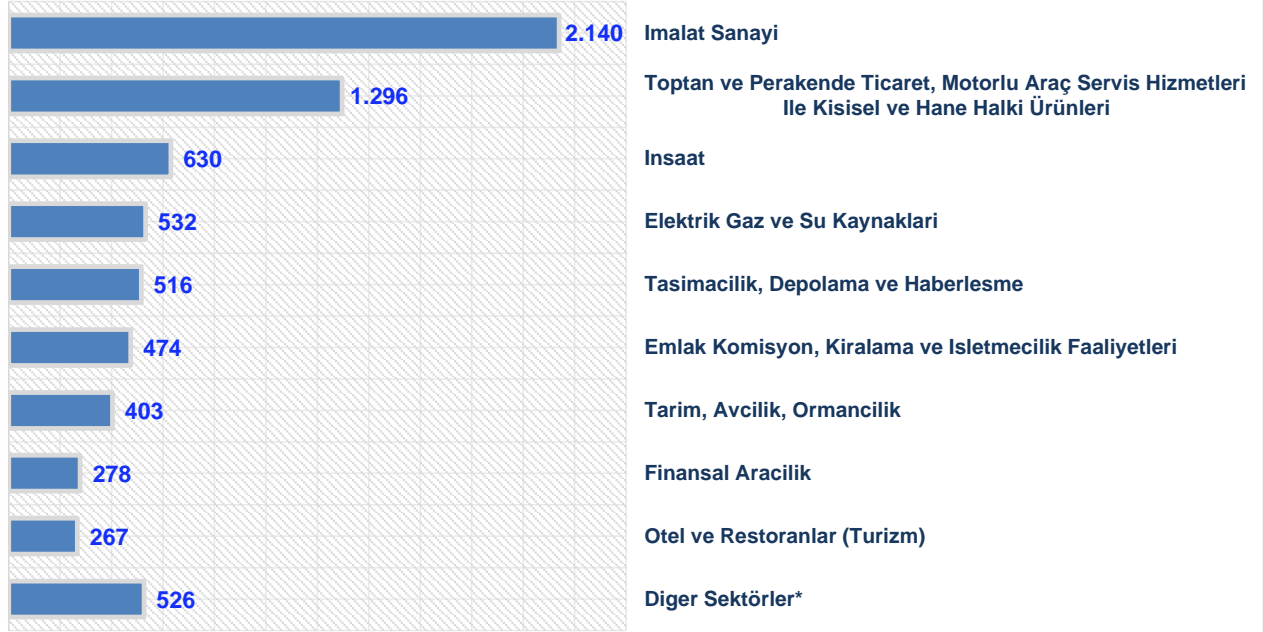 2.140 Imalat Sanayi
1.296 Toptan ve Perakende Ticaret, Motorlu Araç Servis Hizmetleri
Ile Kisisel ve Hane Halki Ürünleri
630 Insaat
532 Elektrik Gaz ve Su Kaynaklari
516 Tasimacilik, Depolama ve Haberlesme
474 Emlak Komisyon, Kiralama ve Isletmecilik Faaliyetleri
403 Tarim, Avcilik, Ormancilik
278 Finansal Aracilik
267 Otel ve Restoranlar (Turizm)
526 Diger Sektörler*